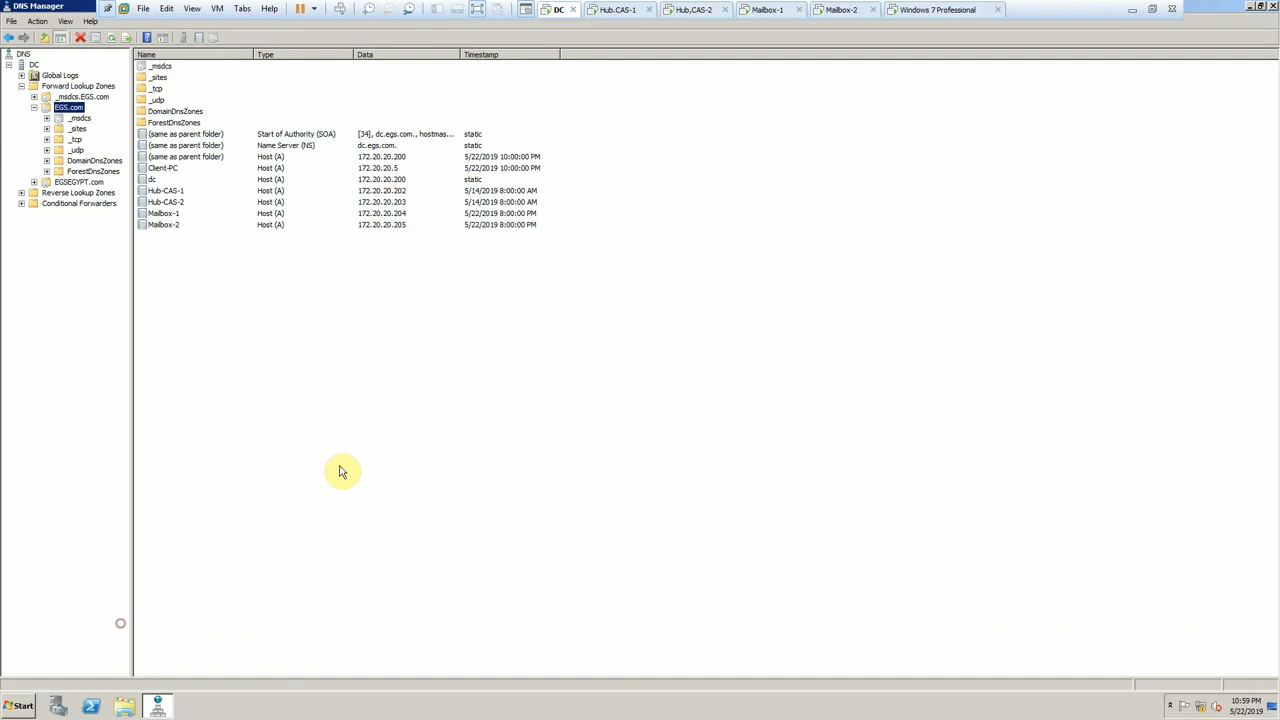 DNS Manager
File Edit View VM Tabs Help
DC Hub.CAS-1 Hub,CAS-2 Mailbox-1 Mailbox-2 Windows 7 Professional
File Action View Help
DNS
DC
Global Logs
Forward Lookup Zones
_msdcs.EGS.com
EGS.com
_msdcs
_sites
_tcp
_udp
DomainDnsZones
ForestDnsZones
EGSEGYPT.com
Reverse Lookup Zones
Conditional Forwarders
Name Type Data Timestamp
_msdcs
_sites
_tcp
_udp
DomainDnsZones
ForestDnsZones
(same as parent folder) Start of Authority (SOA) [34], dc.egs.com., hostmas... static
(same as parent folder) Name Server (NS) dc.egs.com. static
(same as parent folder) Host (A) 172.20.20.200 5/22/2019 10:00:00 PM
Client-PC Host (A) 172.20.20.5 5/22/2019 10:00:00 PM
dc Host (A) 172.20.20.200 static
Hub-CAS-1 Host (A) 172.20.20.202 5/14/2019 8:00:00 AM
Hub-CAS-2 Host (A) 172.20.20.203 5/14/2019 8:00:00 AM
Mailbox-1 Host (A) 172.20.20.204 5/22/2019 8:00:00 PM
Mailbox-2 Host (A) 172.20.20.205 5/22/2019 8:00:00 PM
Start
10:59 PM
5/22/2019